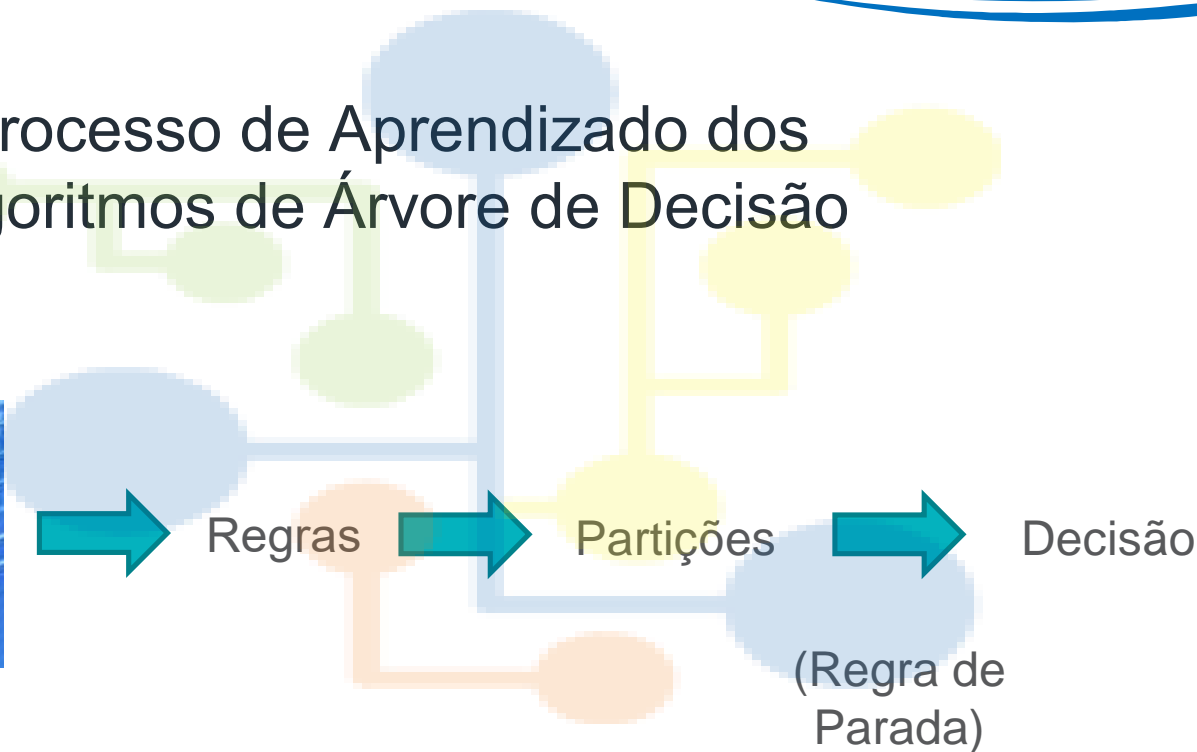 rocesso de Aprendizado dos
goritmos de Árvore de Decisão
Regras
Partições
Decisão
(Regra de
Parada)